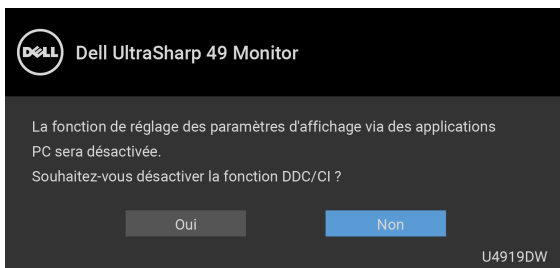 DELL Dell UltraSharp 49 Monitor
La fonction de réglage des paramètres d'affichage via des applications
PC sera désactivée.
Souhaitez-vous désactiver la fonction DDC/CI ?
Oui Non
U4919DW